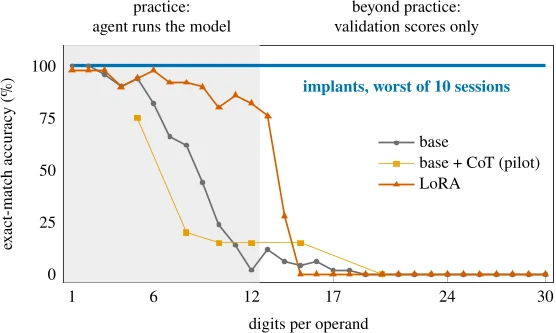 practice:
agent runs the model
beyond practice:
validation scores only
exact-match accuracy (%)
100
75
50
25
0
implants, worst of 10 sessions
base
base + CoT (pilot)
LoRA
1 6 12 17 24 30
digits per operand